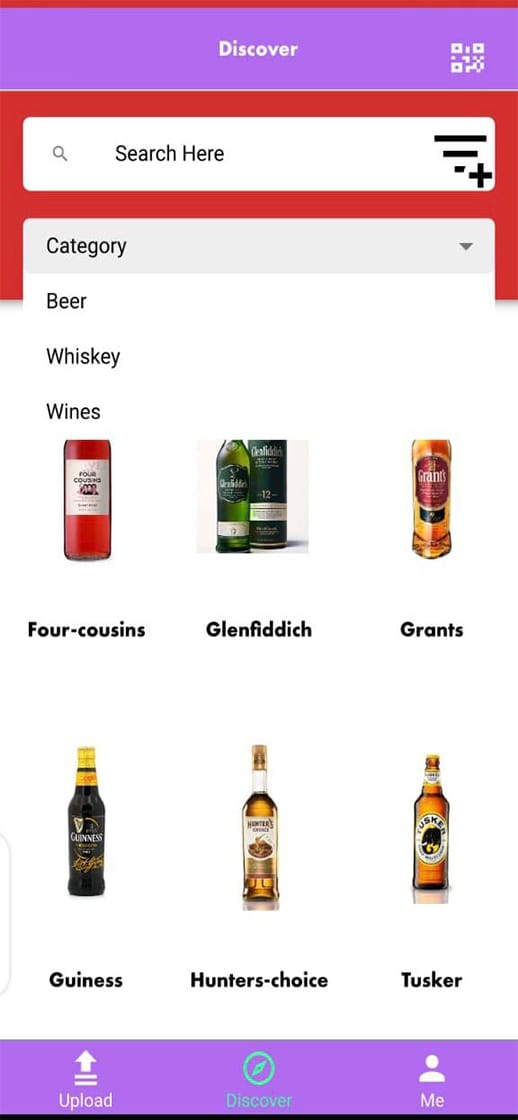 Discover
Search Here
Category
Beer
Whiskey
Wines
FOUR
COUSINS
Glenfiddich
Glenfiddich
12
Grant's
Four-cousins
Glenfiddich
Grants
GUINNESS
HUNTER'S
CHOICE
TUSKER
Guiness
Hunters-choice
Tusker
Upload
Discover
Me